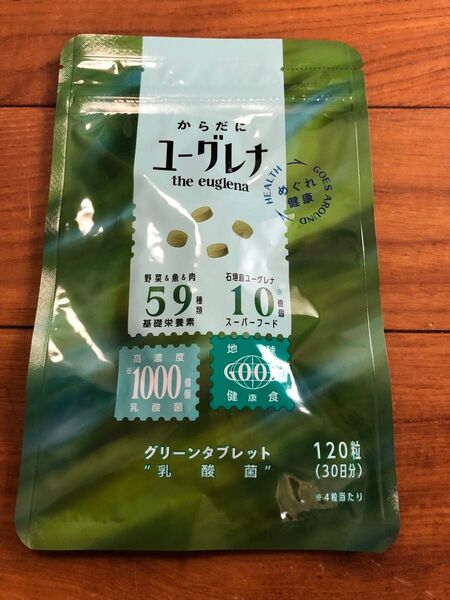 からだに
ユーグレナ
the euglena
HEALTH GOES AROUND
めぐれ
健康
野菜&魚&肉
59種類
基礎栄養素
石垣島ユーグレナ
10億個※
スーパーフード
高濃度
※1000億個
乳酸菌
地球
GOOD
健康食
グリーンタブレット
"乳酸菌"
120粒
(30日分)
※4粒当たり